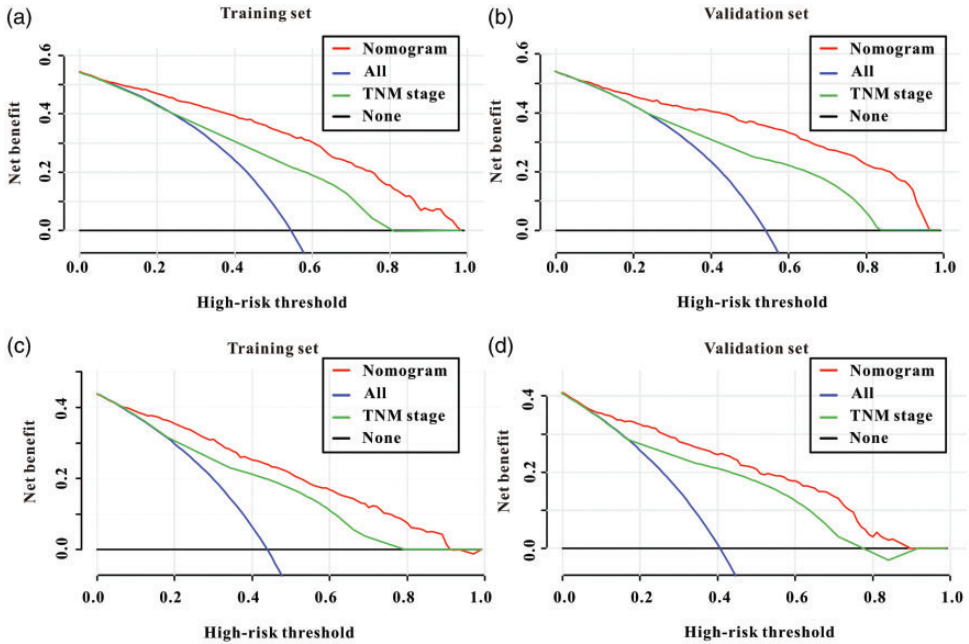 (a)
Training set
Net benefit
0.6
0.4
0.2
0.0
Nomogram
All
TNM stage
None
0.0 0.2 0.4 0.6 0.8 1.0
High-risk threshold
(b)
Validation set
Net benefit
0.6
0.4
0.2
0.0
Nomogram
All
TNM stage
None
0.0 0.2 0.4 0.6 0.8 1.0
High-risk threshold
(c)
Training set
Net benefit
0.4
0.2
0.0
Nomogram
All
TNM stage
None
0.0 0.2 0.4 0.6 0.8 1.0
High-risk threshold
(d)
Validation set
Net benefit
0.4
0.2
0.0
Nomogram
All
TNM stage
None
0.0 0.2 0.4 0.6 0.8 1.0
High-risk threshold